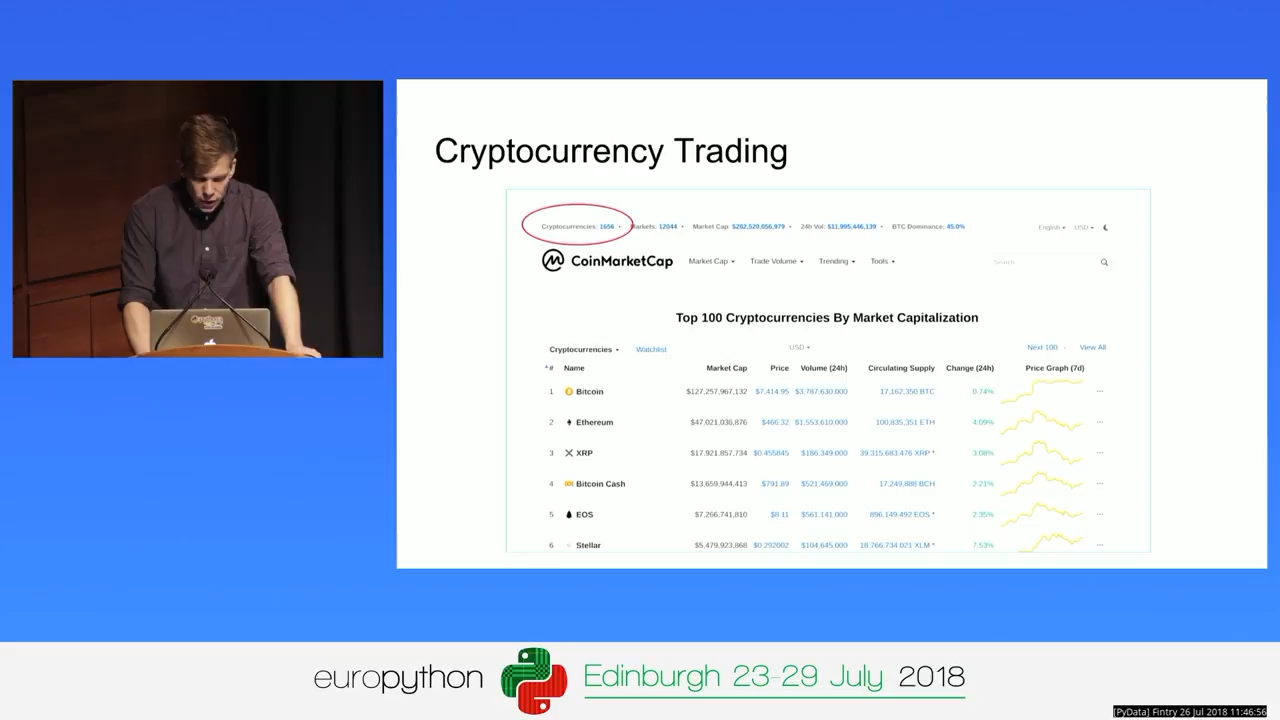 Cryptocurrency Trading
Cryptocurrencies: 1656 • Markets: 12044 • Market Cap: $282,520,056,979 • 24h Vol: $11,995,446,139 • BTC Dominance: 45.0% English USD
CoinMarketCap Market Cap Trade Volume Trending Tools Search
Top 100 Cryptocurrencies By Market Capitalization
Cryptocurrencies Watchlist USD Next 100 View All
# Name Market Cap Price Volume (24h) Circulating Supply Change (24h) Price Graph (7d)
1 Bitcoin $127,257,967,132 $7,414.95 $3,787,630,000 17,162,350 BTC 0.74% ...
2 Ethereum $47,021,036,876 $466.32 $1,553,610,000 100,835,351 ETH 4.09% ...
3 XRP $17,921,857,734 $0.455845 $186,349,000 39,315,683,476 XRP * 3.08% ...
4 Bitcoin Cash $13,659,944,413 $791.89 $521,469,000 17,249,888 BCH 2.21% ...
5 EOS $7,266,741,810 $8.11 $561,141,000 896,149,492 EOS * 2.35% ...
6 Stellar $5,479,923,868 $0.292002 $104,645,000 18,766,734,021 XLM * 7.53% ...
europython Edinburgh 23-29 July 2018
[PyData] Fintry 26 Jul 2018 11:46:56